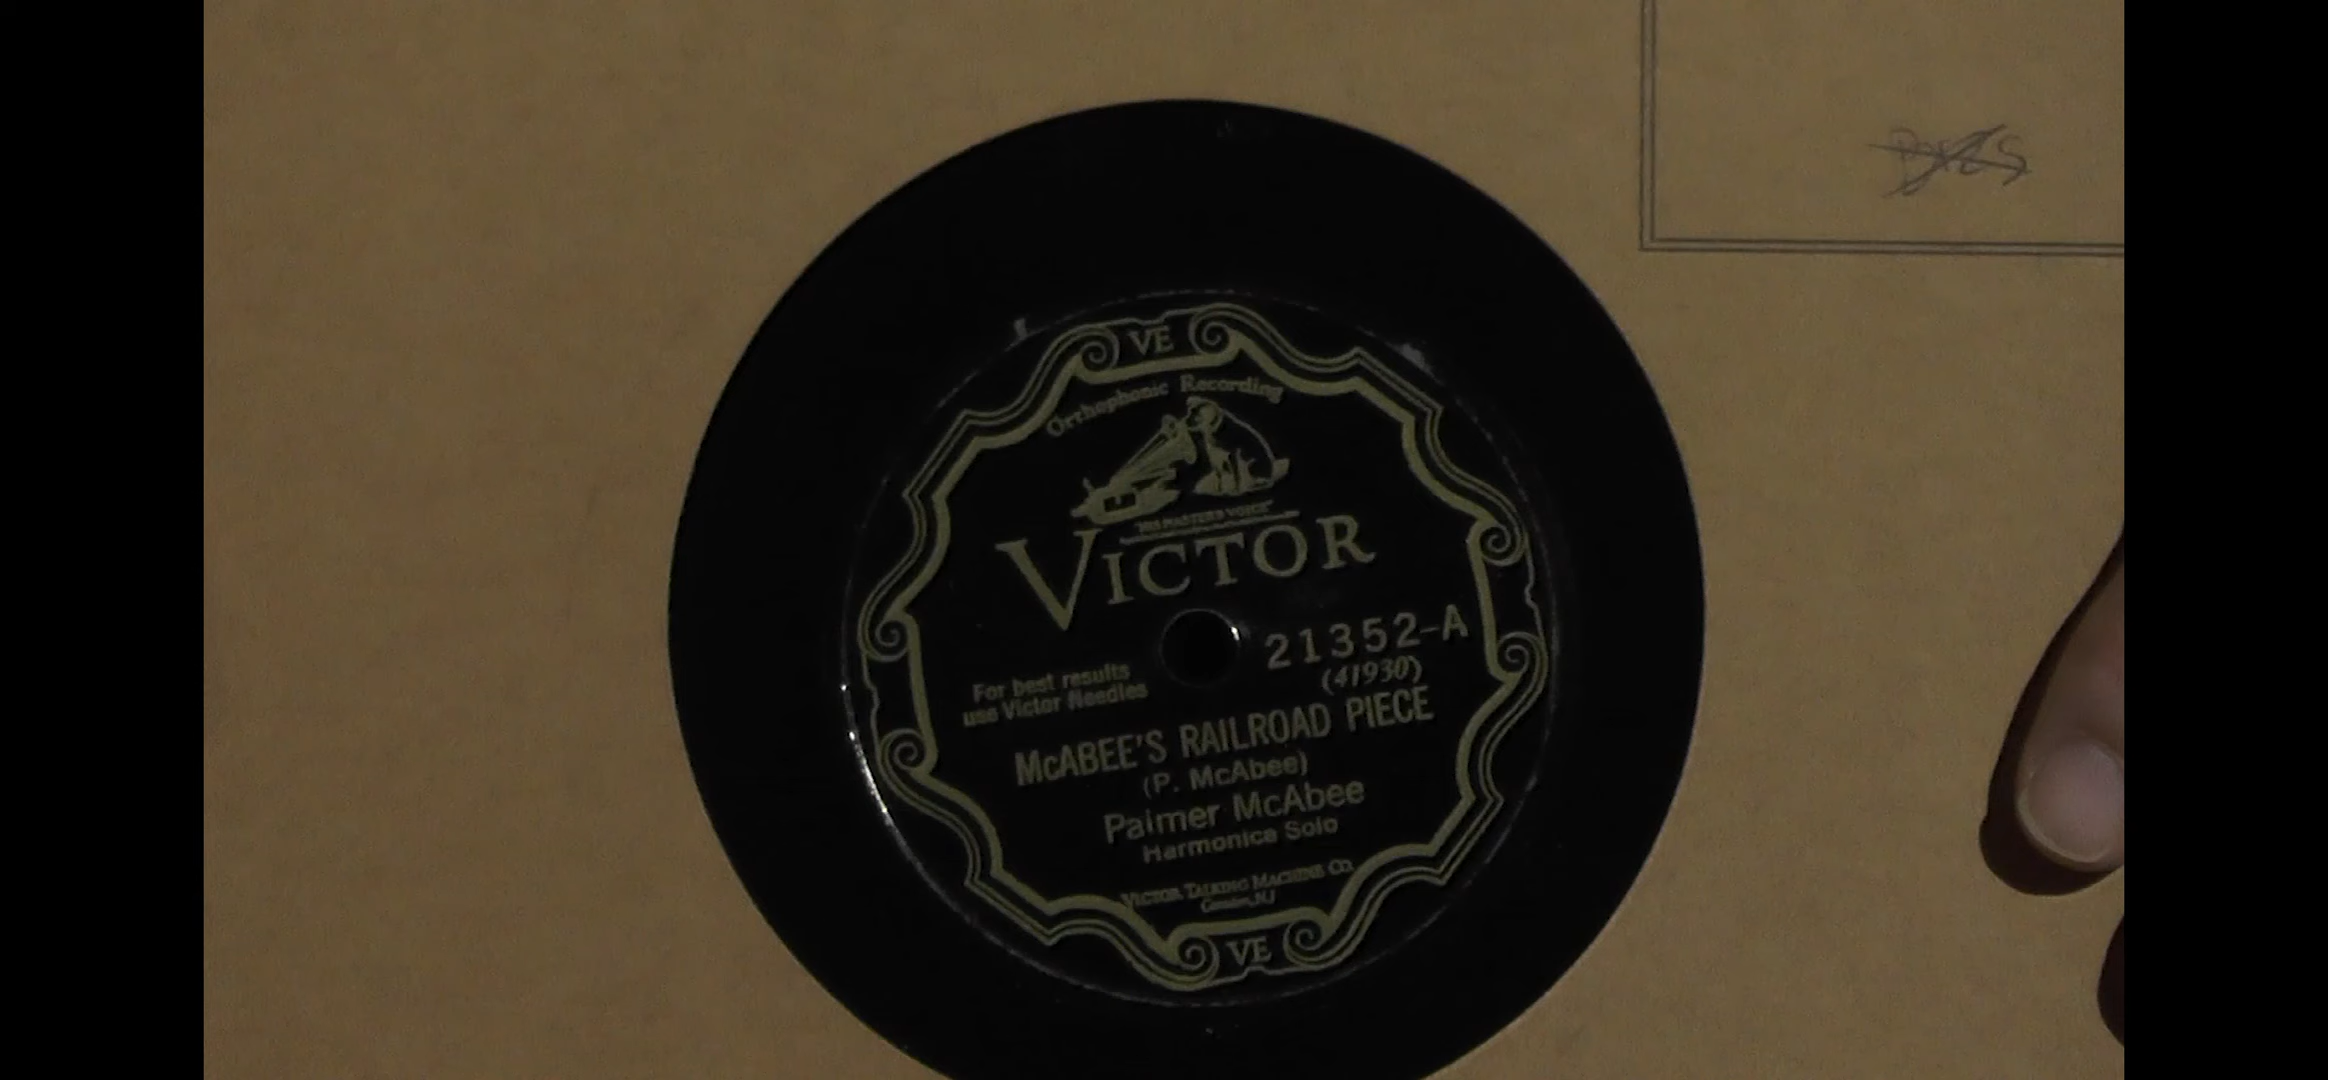 VE
Orthophonic Recording
"HIS MASTER'S VOICE"
VICTOR
21352-A
(41930)
For best results
use Victor Needles
McABEE'S RAILROAD PIECE
(P. McAbee)
Palmer McAbee
Harmonica Solo
VICTOR TALKING MACHINE CO.
Camden, NJ
VE